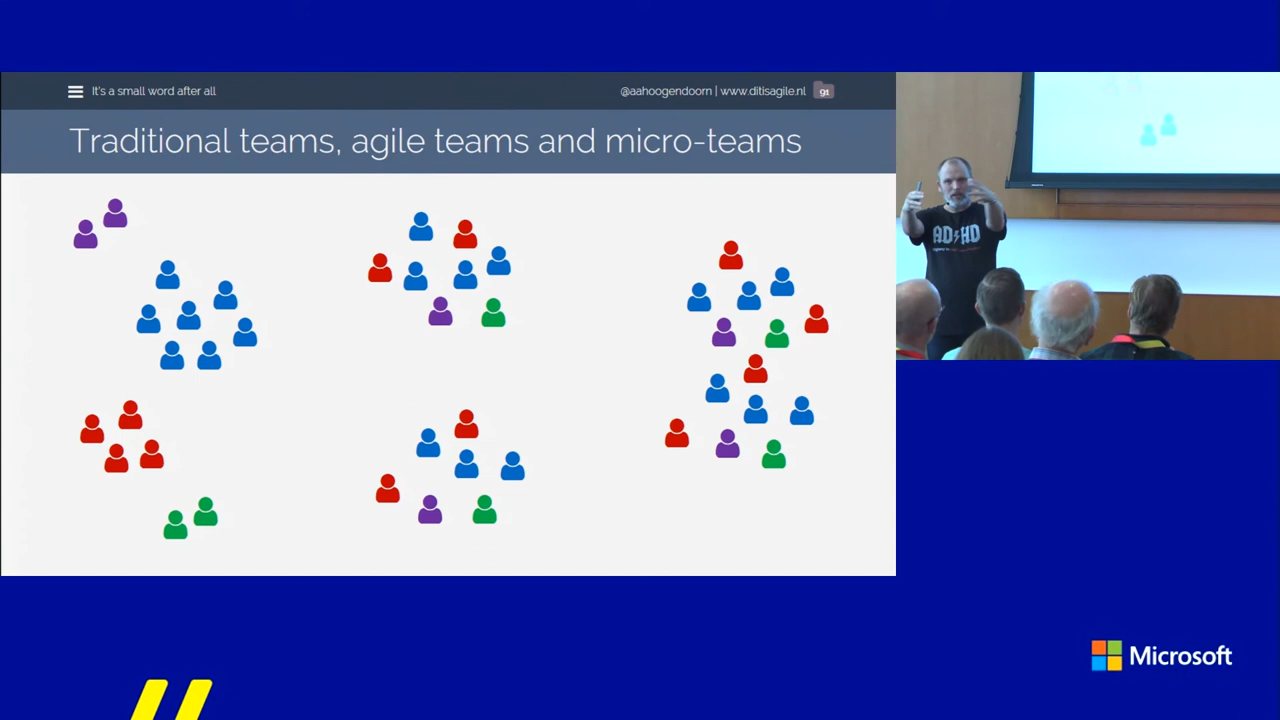 It's a small word after all
@aahoogendoorn | www.ditisagile.nl
91
Traditional teams, agile teams and micro-teams
AD HD
Microsoft